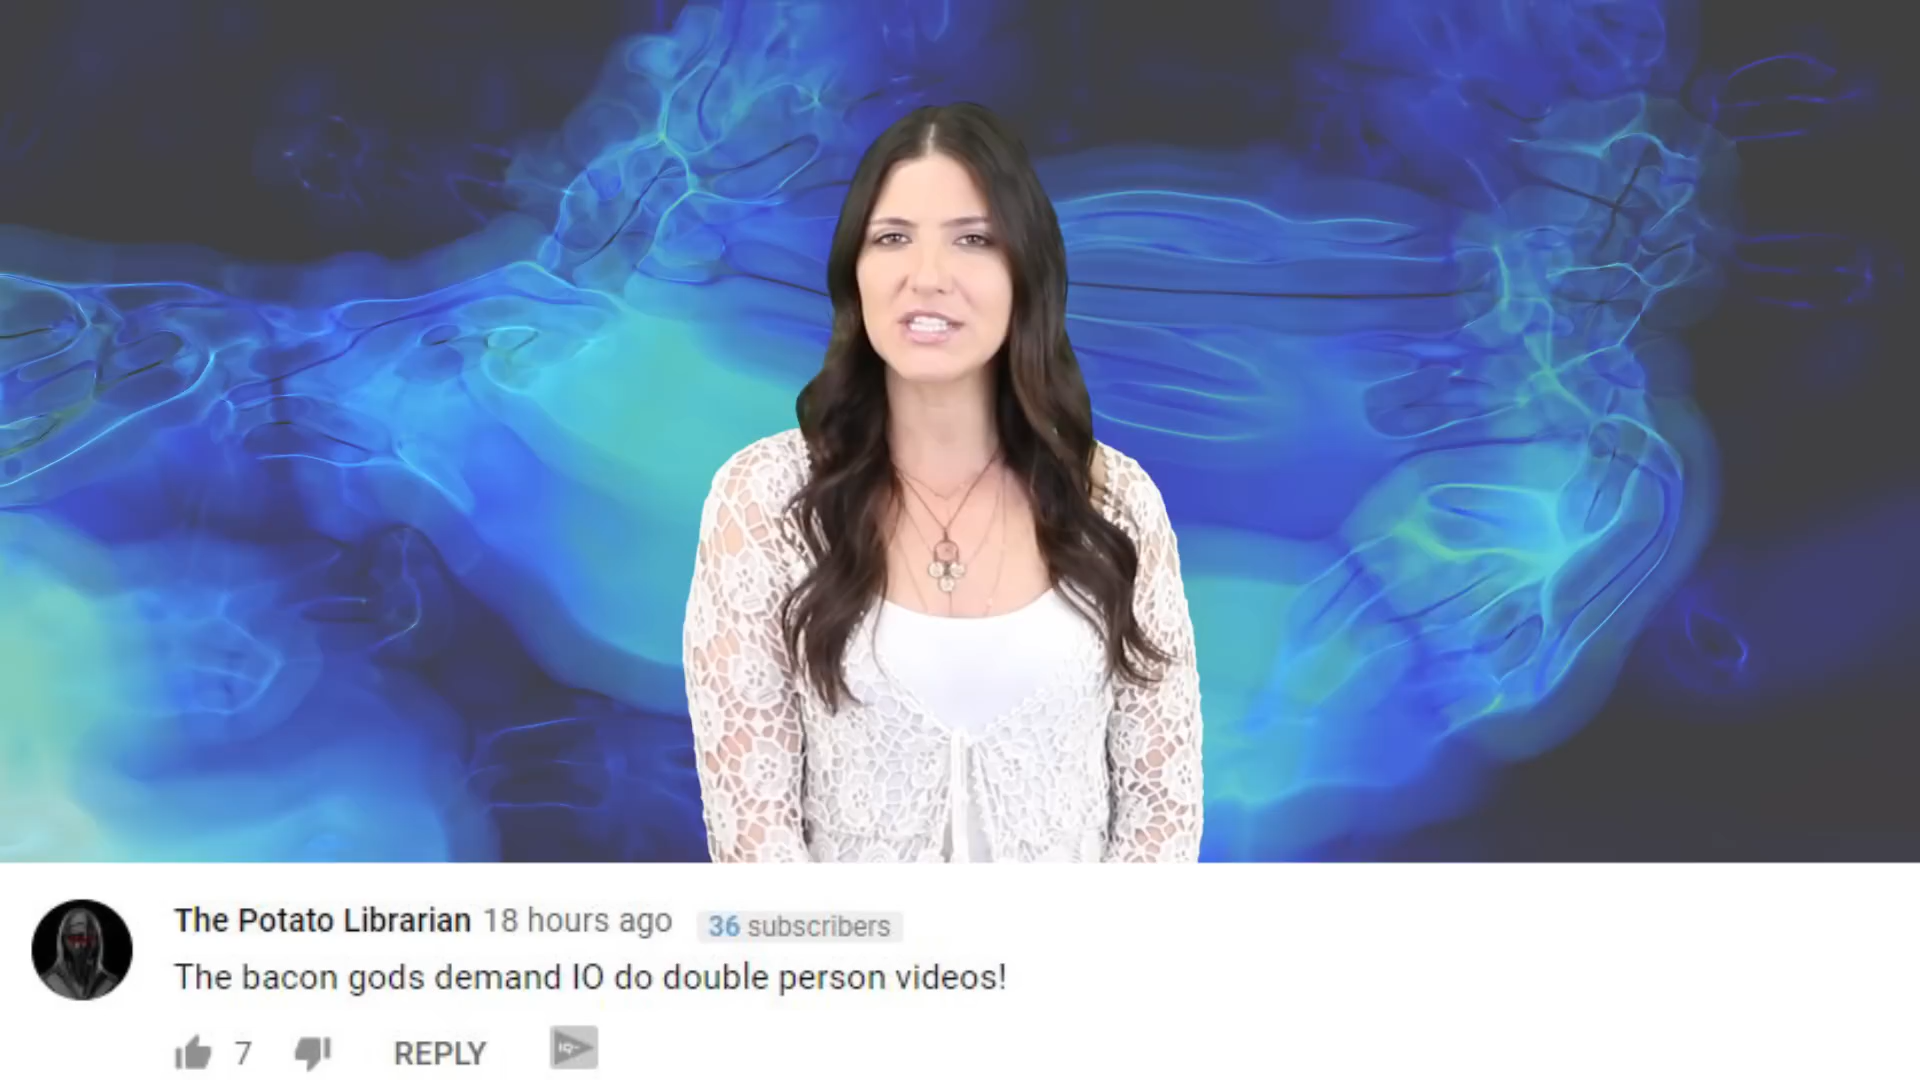 The Potato Librarian 18 hours ago 36 subscribers
The bacon gods demand IO do double person videos!
7 REPLY IQ